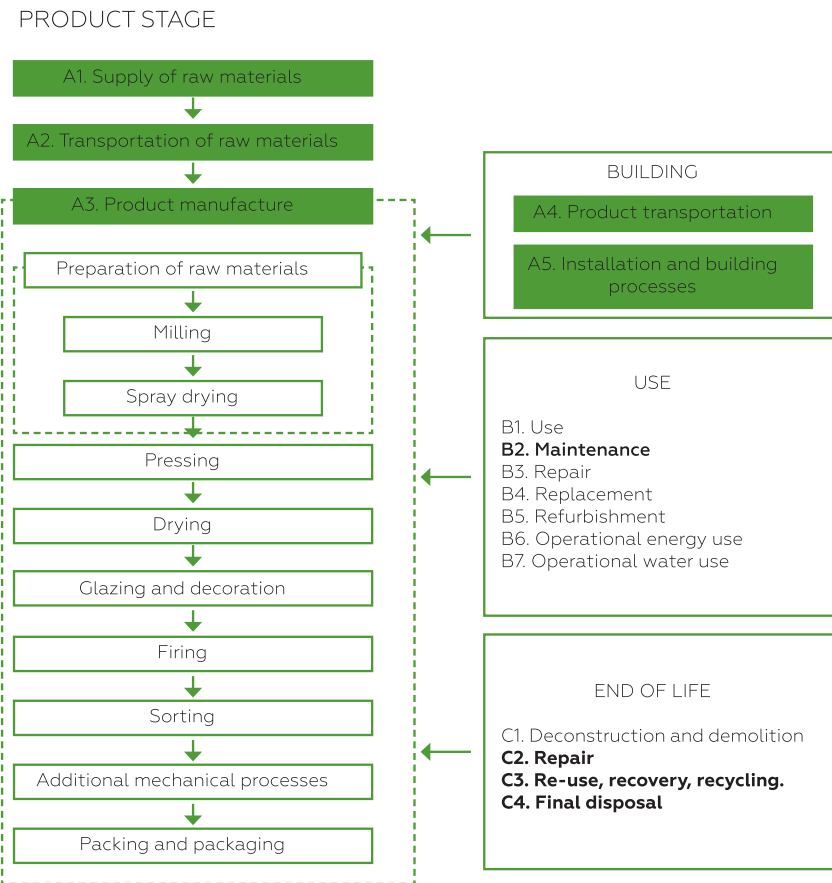 PRODUCT STAGE
A1. Supply of raw materials
A2. Transportation of raw materials
A3. Product manufacture
Preparation of raw materials
Milling
Spray drying
Pressing
Drying
Glazing and decoration
Firing
Sorting
Additional mechanical processes
Packing and packaging
BUILDING
A4. Product transportation
A5. Installation and building
processes
USE
B1. Use
B2. Maintenance
B3. Repair
B4. Replacement
B5. Refurbishment
B6. Operational energy use
B7. Operational water use
END OF LIFE
C1. Deconstruction and demolition
C2. Repair
C3. Re-use, recovery, recycling.
C4. Final disposal